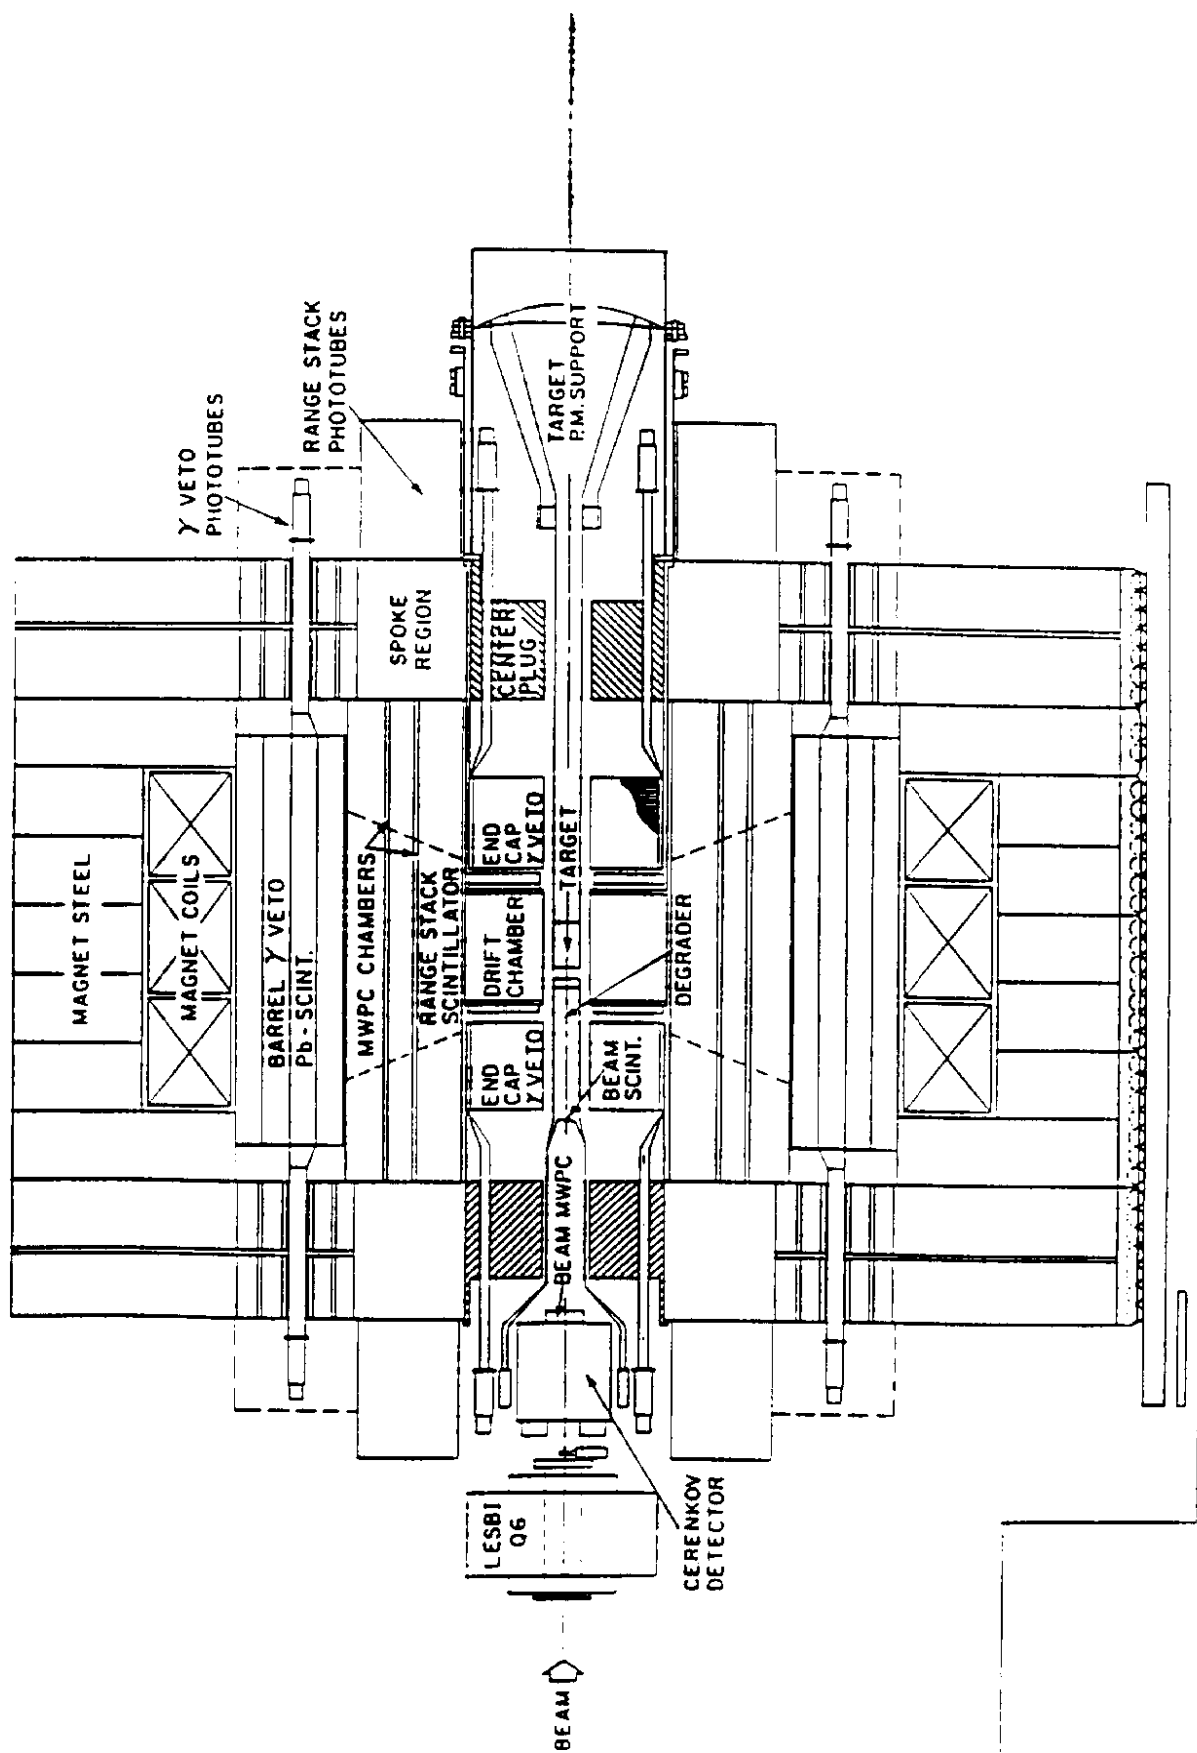 γ VETO
PHOTOTUBES
RANGE STACK
PHOTOTUBES
MAGNET STEEL
MAGNET COILS
BARREL γ VETO
Pb-SCINT.
MWPC CHAMBERS
RANGE STACK
SCINTILLATOR
SPOKE
REGION
CENTER
PLUG
TARGET
P.M. SUPPORT
END
CAP
γ VETO
DRIFT
CHAMBER
END
CAP
γ VETO
TARGET
DEGRADER
BEAM
SCINT.
BEAM MWPC
LESBI
Q6
CERENKOV
DETECTOR
BEAM